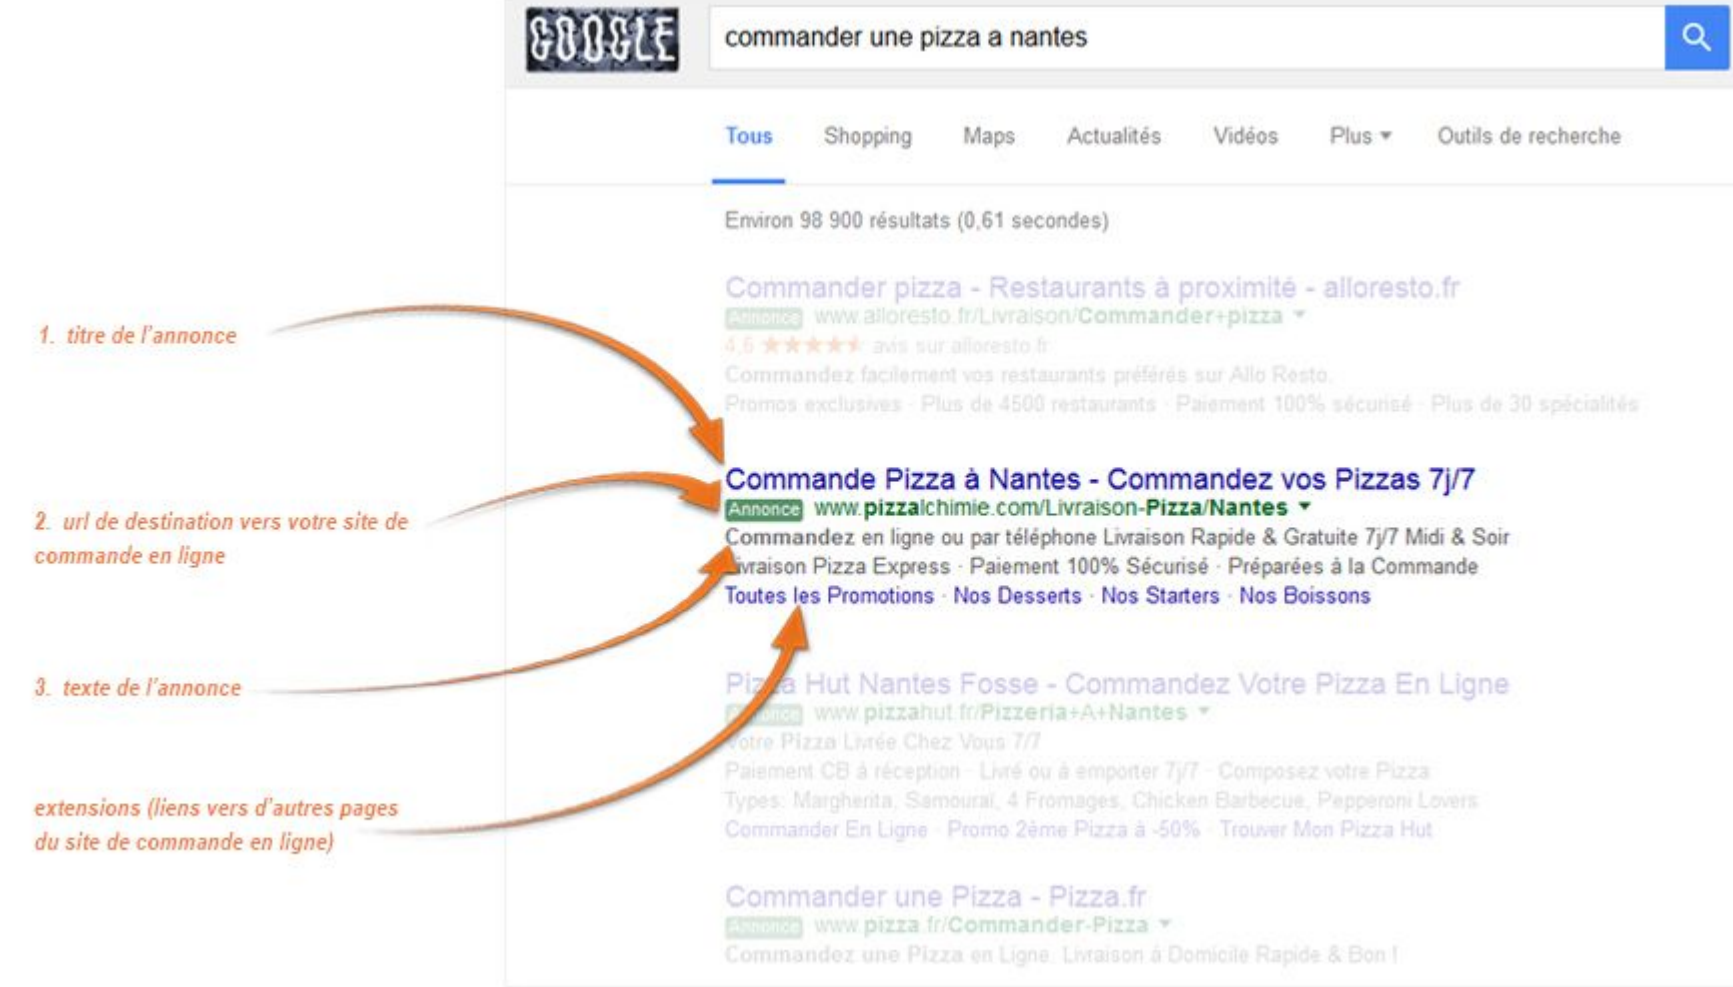 GOOGLE
commander une pizza a nantes
Tous Shopping Maps Actualités Vidéos Plus Outils de recherche
Environ 98 900 résultats (0,61 secondes)
Commander pizza - Restaurants à proximité - alloresto.fr
Annonce www.alloresto.fr/Livraison/Commander+pizza
4,6 ★★★★★ avis sur alloresto.fr
Commandez facilement vos restaurants préférés sur Allo Resto.
Promos exclusives · Plus de 4500 restaurants · Paiement 100% sécurisé · Plus de 30 spécialités
1. titre de l'annonce
Commande Pizza à Nantes - Commandez vos Pizzas 7j/7
Annonce www.pizzalchimie.com/Livraison-Pizza/Nantes
Commandez en ligne ou par téléphone Livraison Rapide & Gratuite 7j/7 Midi & Soir
Livraison Pizza Express · Paiement 100% Sécurisé · Préparées à la Commande
Toutes les Promotions · Nos Desserts · Nos Starters · Nos Boissons
2. url de destination vers votre site de
commande en ligne
3. texte de l'annonce
Pizza Hut Nantes Fosse - Commandez Votre Pizza En Ligne
Annonce www.pizzahut.fr/Pizzeria+A+Nantes
Votre Pizza Livrée Chez Vous 7/7
Paiement CB à réception · Livré ou à emporter 7j/7 · Composez votre Pizza
Types: Margherita, Samouraï, 4 Fromages, Chicken Barbecue, Pepperoni Lovers
Commander En Ligne · Promo 2ème Pizza à -50% · Trouver Mon Pizza Hut
extensions (liens vers d'autres pages
du site de commande en ligne)
Commander une Pizza - Pizza.fr
Annonce www.pizza.fr/Commander-Pizza
Commandez une Pizza en Ligne. Livraison à Domicile Rapide & Bon !